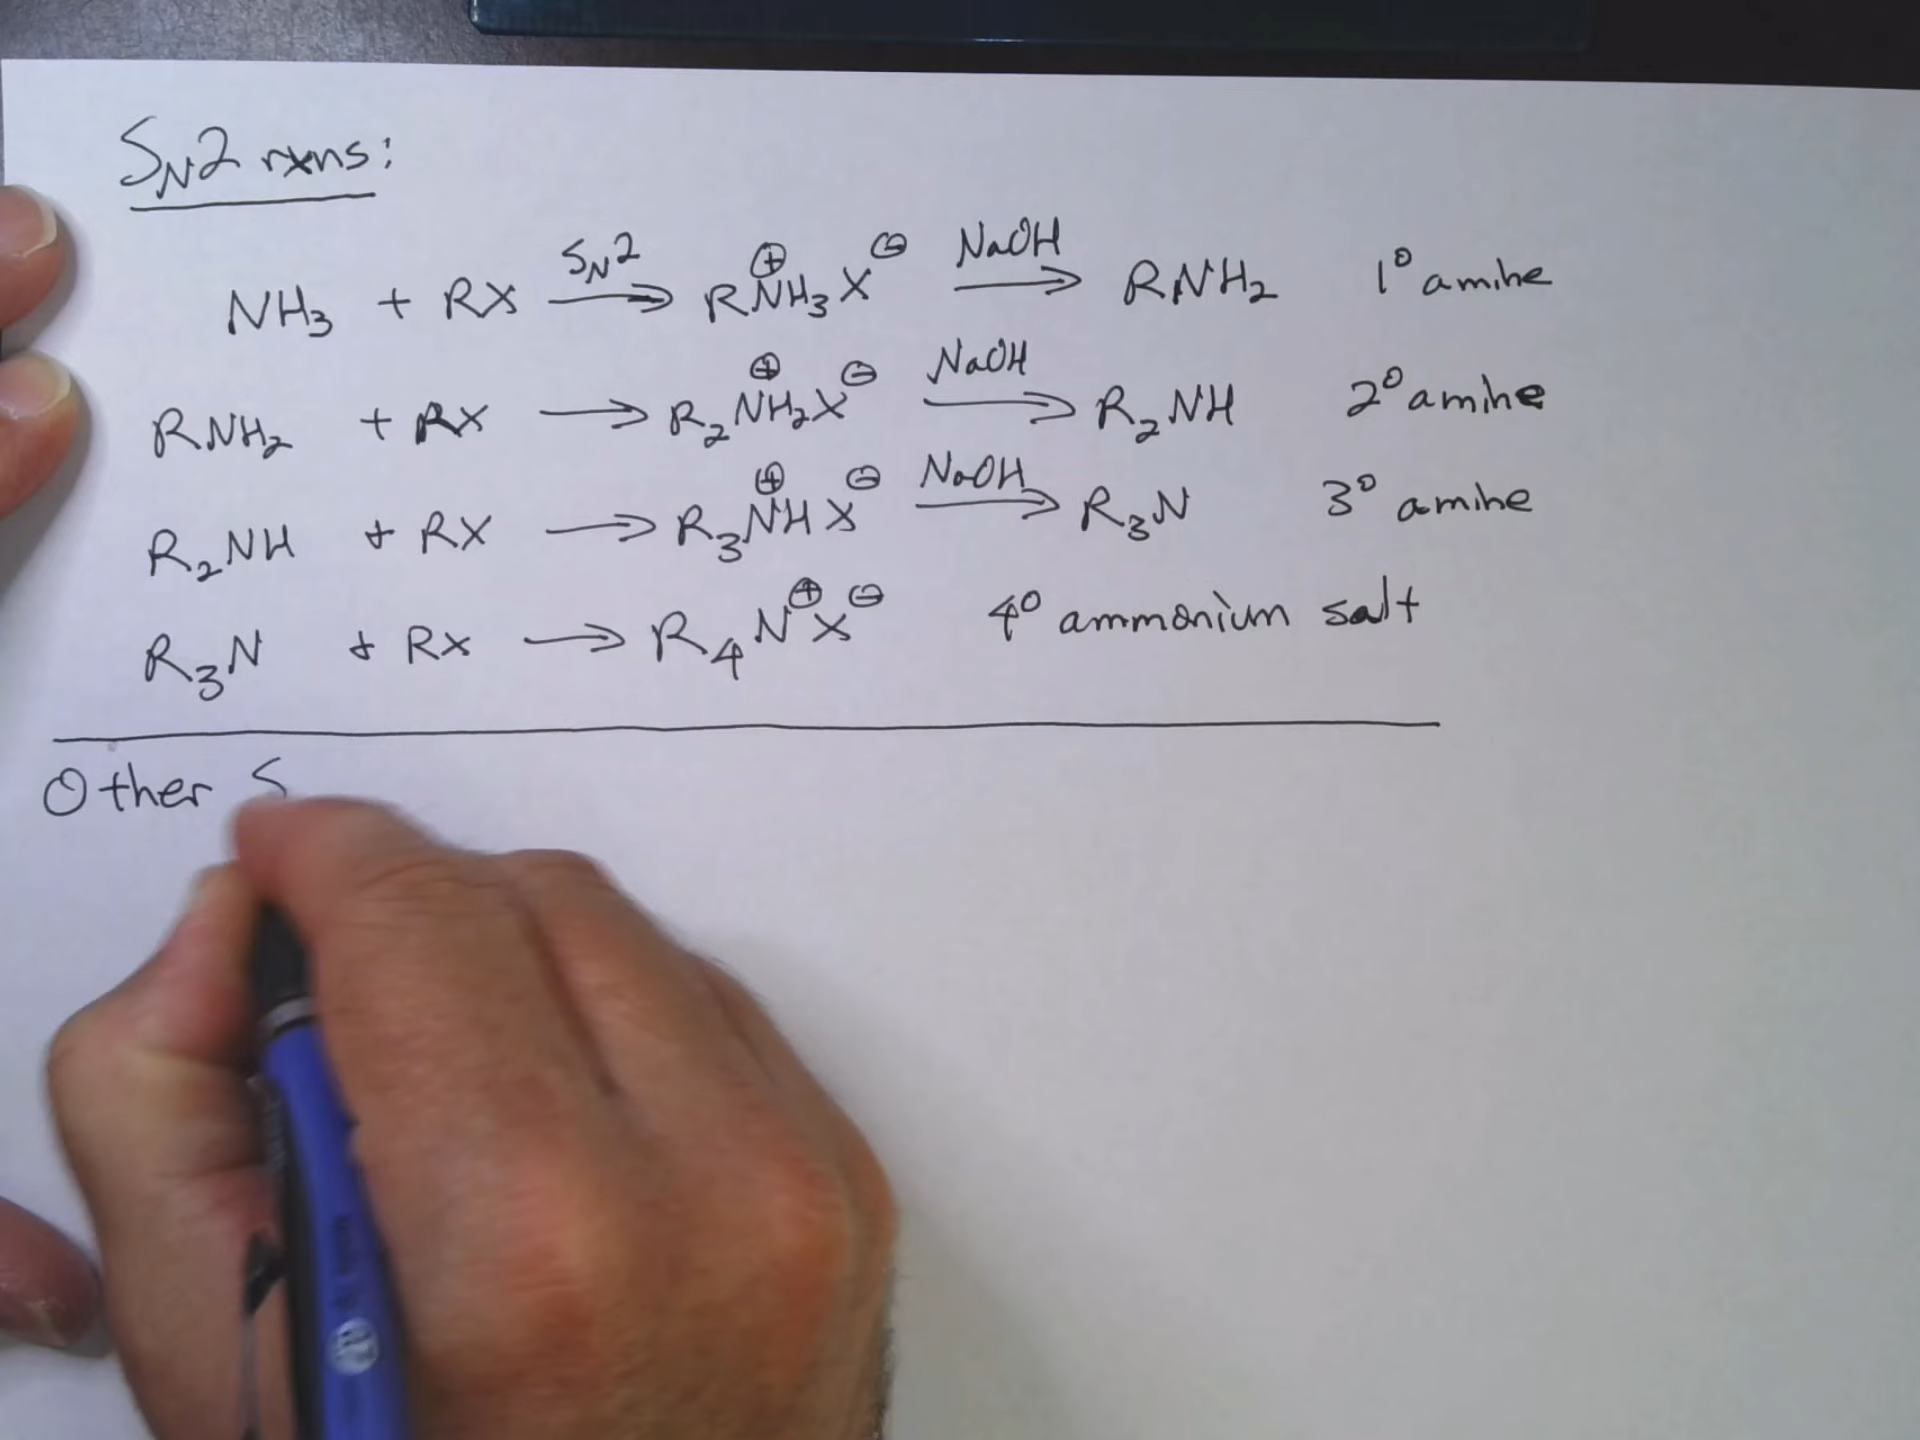 SN2 rxns:
NH3 + RX SN2 → RNH3⊕ X⊖ NaOH → RNH2 1° amine
RNH2 + RX → R2NH2⊕ X⊖ NaOH → R2NH 2° amine
R2NH + RX → R3NH⊕ X⊖ NaOH → R3N 3° amine
R3N + RX → R4N⊕ X⊖ 4° ammonium salt
Other S